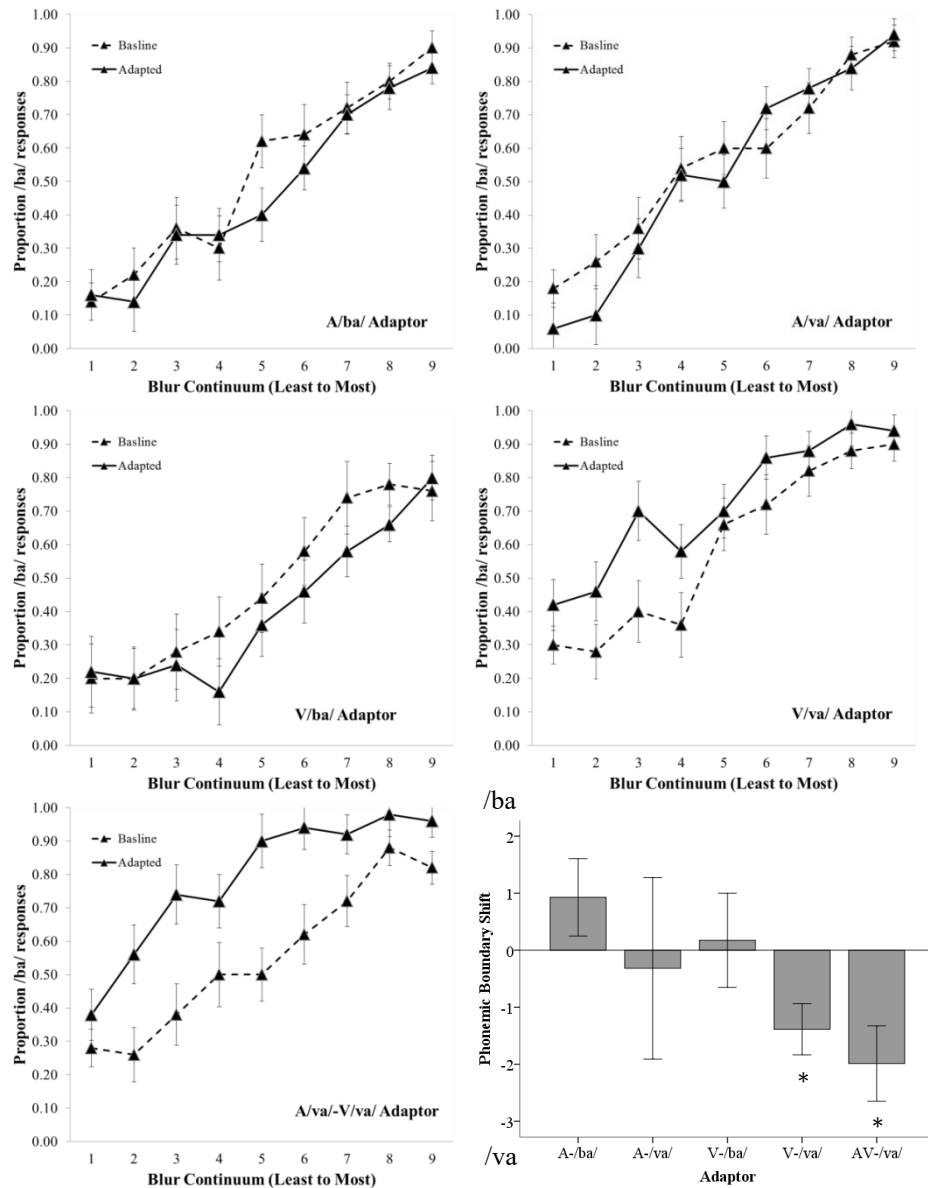 1.00
0.90
0.80
0.70
0.60
0.50
0.40
0.30
0.20
0.10
0.00
Proportion /ba/ responses
Basline
Adapted
A/ba/ Adaptor
1 2 3 4 5 6 7 8 9
Blur Continuum (Least to Most)
1.00
0.90
0.80
0.70
0.60
0.50
0.40
0.30
0.20
0.10
0.00
Proportion /ba/ responses
Basline
Adapted
A/va/ Adaptor
1 2 3 4 5 6 7 8 9
Blur Continuum (Least to Most)
1.00
0.90
0.80
0.70
0.60
0.50
0.40
0.30
0.20
0.10
0.00
Proportion /ba/ responses
Basline
Adapted
V/ba/ Adaptor
1 2 3 4 5 6 7 8 9
Blur Continuum (Least to Most)
1.00
0.90
0.80
0.70
0.60
0.50
0.40
0.30
0.20
0.10
0.00
Proportion /ba/ responses
Basline
Adapted
V/va/ Adaptor
1 2 3 4 5 6 7 8 9
Blur Continuum (Least to Most)
1.00
0.90
0.80
0.70
0.60
0.50
0.40
0.30
0.20
0.10
0.00
Proportion /ba/ responses
Basline
Adapted
A/va/-V/va/ Adaptor
1 2 3 4 5 6 7 8 9
Blur Continuum (Least to Most)
/ba
2
1
0
-1
-2
-3
Phonemic Boundary Shift
*
*
/va
A-/ba/ A-/va/ V-/ba/ V-/va/ AV-/va/
Adaptor